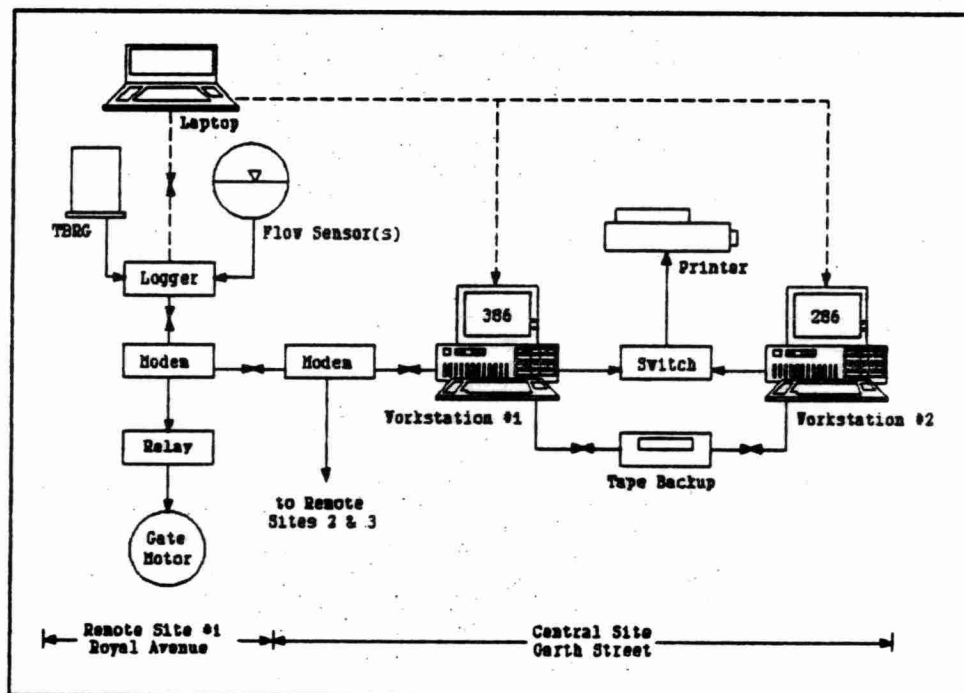 Laptop
TBRG
Flow Sensor(s)
Printer
Logger
386
286
Modem
Modem
Switch
Workstation #1
Workstation #2
Relay
Tape Backup
to Remote
Sites 2 & 3
Gate
Motor
Remote Site #1
Royal Avenue
Central Site
Garth Street